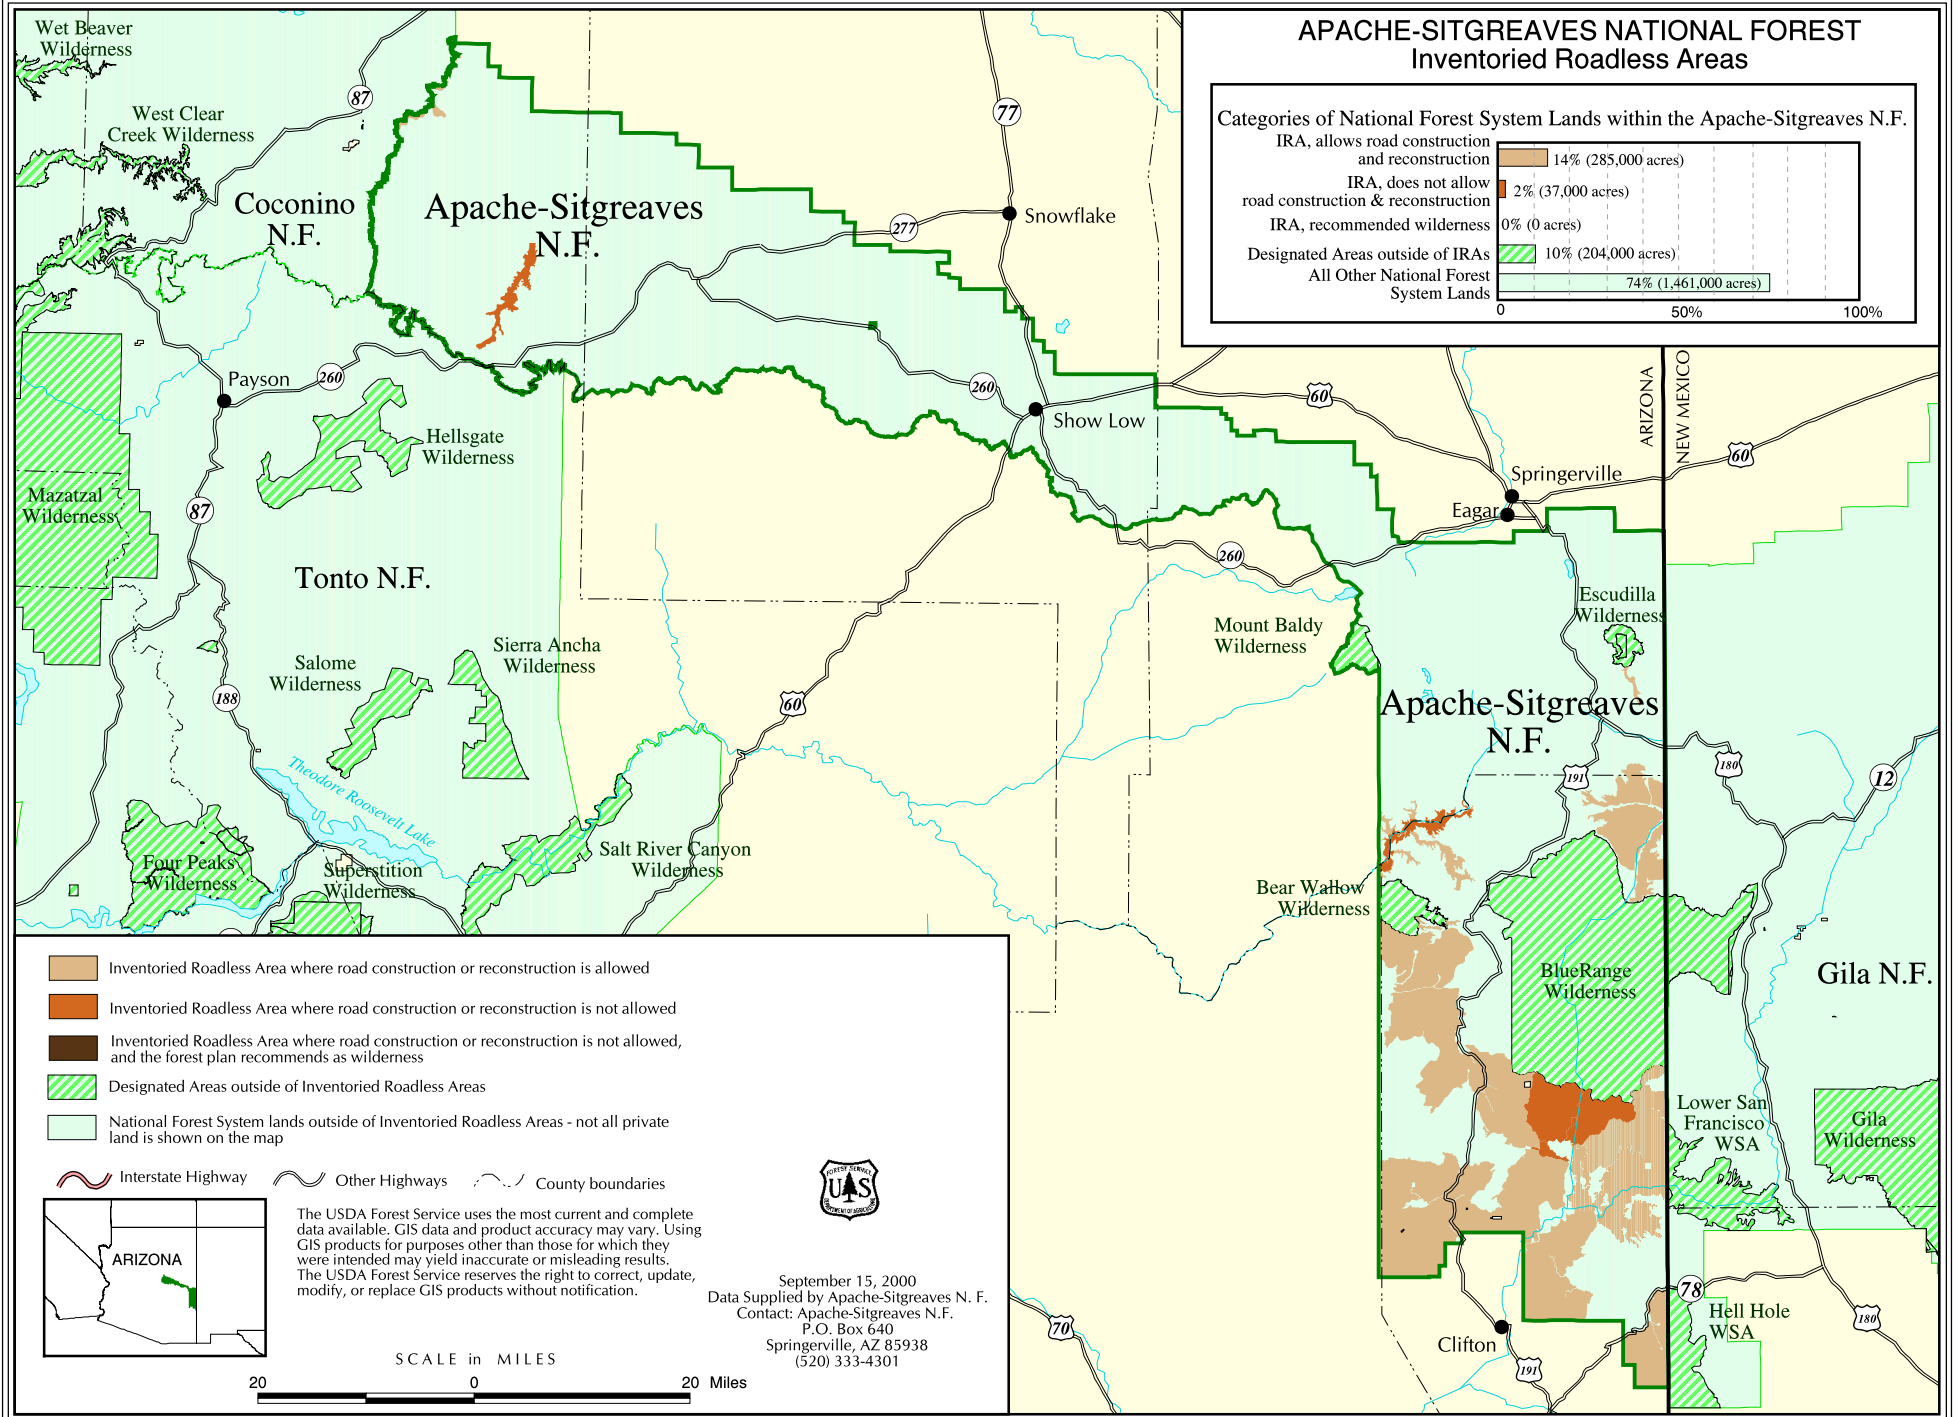 APACHE-SITGREAVES NATIONAL FOREST
Inventoried Roadless Areas
Categories of National Forest System Lands within the Apache-Sitgreaves N.F.
IRA, allows road construction
and reconstruction
14% (285,000 acres)
IRA, does not allow
road construction & reconstruction
2% (37,000 acres)
IRA, recommended wilderness
0% (0 acres)
Designated Areas outside of IRAs
10% (204,000 acres)
All Other National Forest
System Lands
74% (1,461,000 acres)
0
50%
100%
Wet Beaver
Wilderness
West Clear
Creek Wilderness
87
77
Coconino
N.F.
Apache-Sitgreaves
N.F.
277
Snowflake
Payson
260
260
Show Low
60
ARIZONA
NEW MEXICO
60
Hellsgate
Wilderness
Springerville
Eagar
Mazatzal
Wilderness
87
260
Tonto N.F.
Escudilla
Wilderness
Mount Baldy
Wilderness
Sierra Ancha
Wilderness
Salome
Wilderness
188
60
Apache-Sitgreaves
N.F.
191
180
12
Theodore Roosevelt Lake
Four Peaks
Wilderness
Superstition
Wilderness
Salt River Canyon
Wilderness
Bear Wallow
Wilderness
BlueRange
Wilderness
Gila N.F.
Lower San
Francisco
WSA
Gila
Wilderness
78
Hell Hole
WSA
180
Clifton
191
70
Inventoried Roadless Area where road construction or reconstruction is allowed
Inventoried Roadless Area where road construction or reconstruction is not allowed
Inventoried Roadless Area where road construction or reconstruction is not allowed,
and the forest plan recommends as wilderness
Designated Areas outside of Inventoried Roadless Areas
National Forest System lands outside of Inventoried Roadless Areas - not all private
land is shown on the map
Interstate Highway
Other Highways
County boundaries
ARIZONA
The USDA Forest Service uses the most current and complete
data available. GIS data and product accuracy may vary. Using
GIS products for purposes other than those for which they
were intended may yield inaccurate or misleading results.
The USDA Forest Service reserves the right to correct, update,
modify, or replace GIS products without notification.
FOREST SERVICE
U S
DEPARTMENT OF AGRICULTURE
September 15, 2000
Data Supplied by Apache-Sitgreaves N. F.
Contact: Apache-Sitgreaves N.F.
P.O. Box 640
Springerville, AZ 85938
(520) 333-4301
SCALE in MILES
20
0
20 Miles